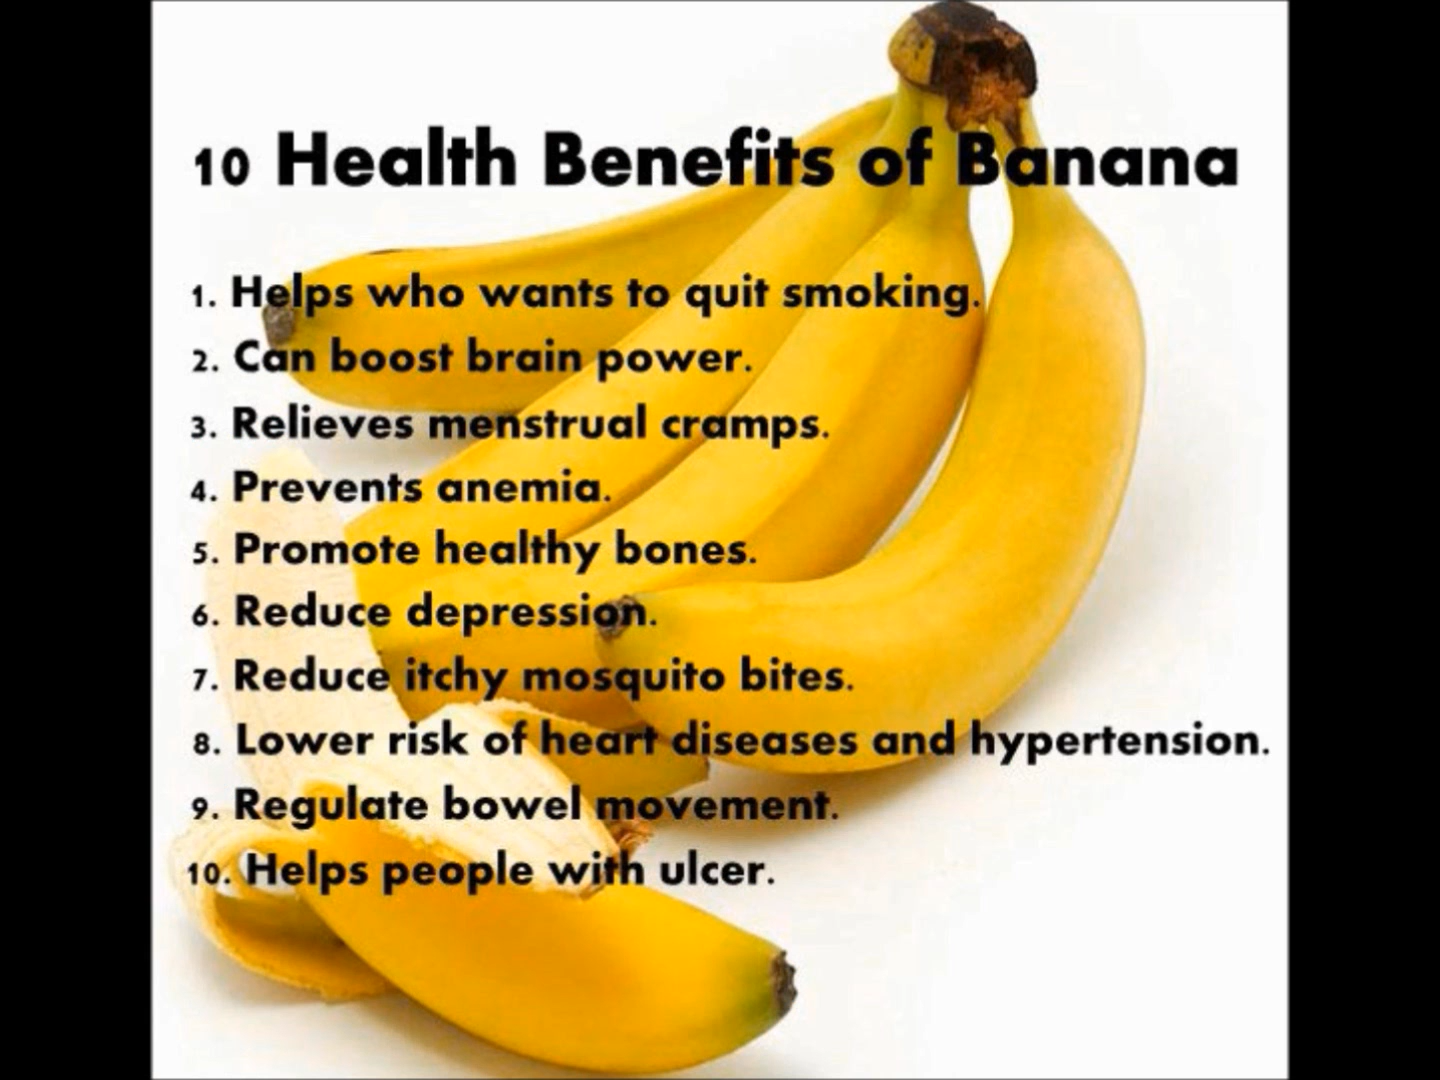 10 Health Benefits of Banana
1. Helps who wants to quit smoking.
2. Can boost brain power.
3. Relieves menstrual cramps.
4. Prevents anemia.
5. Promote healthy bones.
6. Reduce depression.
7. Reduce itchy mosquito bites.
8. Lower risk of heart diseases and hypertension.
9. Regulate bowel movement.
10. Helps people with ulcer.